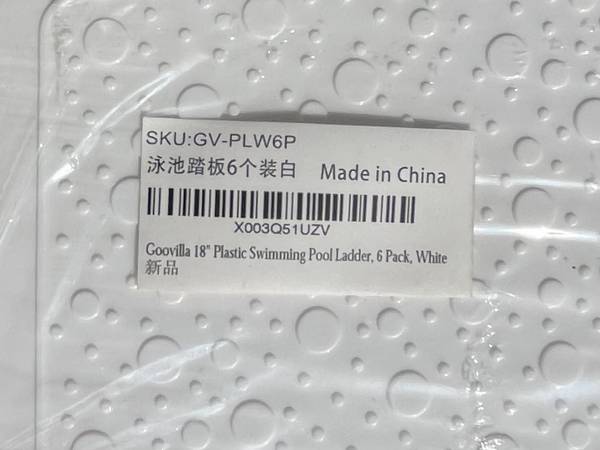 SKU:GV-PLW6P
泳池踏板6个装白 Made in China
X003Q51UZV
Goovilla 18" Plastic Swimming Pool Ladder, 6 Pack, White
新品